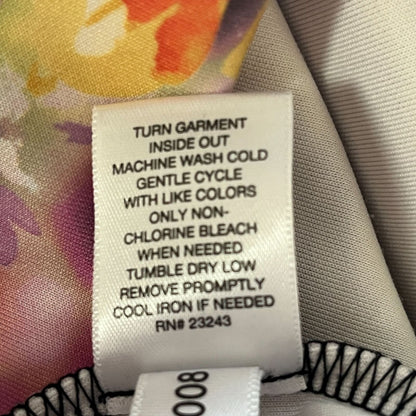 TURN GARMENT
INSIDE OUT
MACHINE WASH COLD
GENTLE CYCLE
WITH LIKE COLORS
ONLY NON-
CHLORINE BLEACH
WHEN NEEDED
TUMBLE DRY LOW
REMOVE PROMPTLY
COOL IRON IF NEEDED
RN# 23243
008